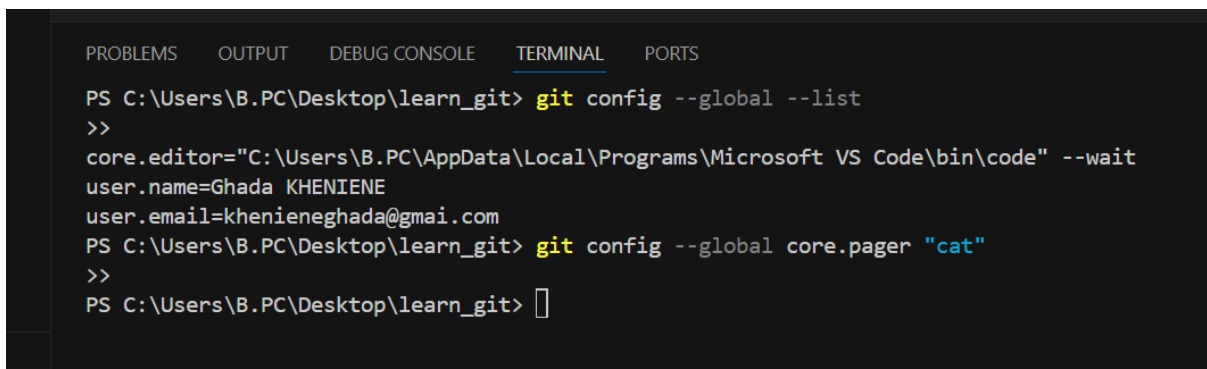 PROBLEMS OUTPUT DEBUG CONSOLE TERMINAL PORTS
PS C:\Users\B.PC\Desktop\learn_git> git config --global --list
>>
core.editor="C:\Users\B.PC\AppData\Local\Programs\Microsoft VS Code\bin\code" --wait
user.name=Ghada KHENIENE
user.email=khenieneghada@gmai.com
PS C:\Users\B.PC\Desktop\learn_git> git config --global core.pager "cat"
>>
PS C:\Users\B.PC\Desktop\learn_git>